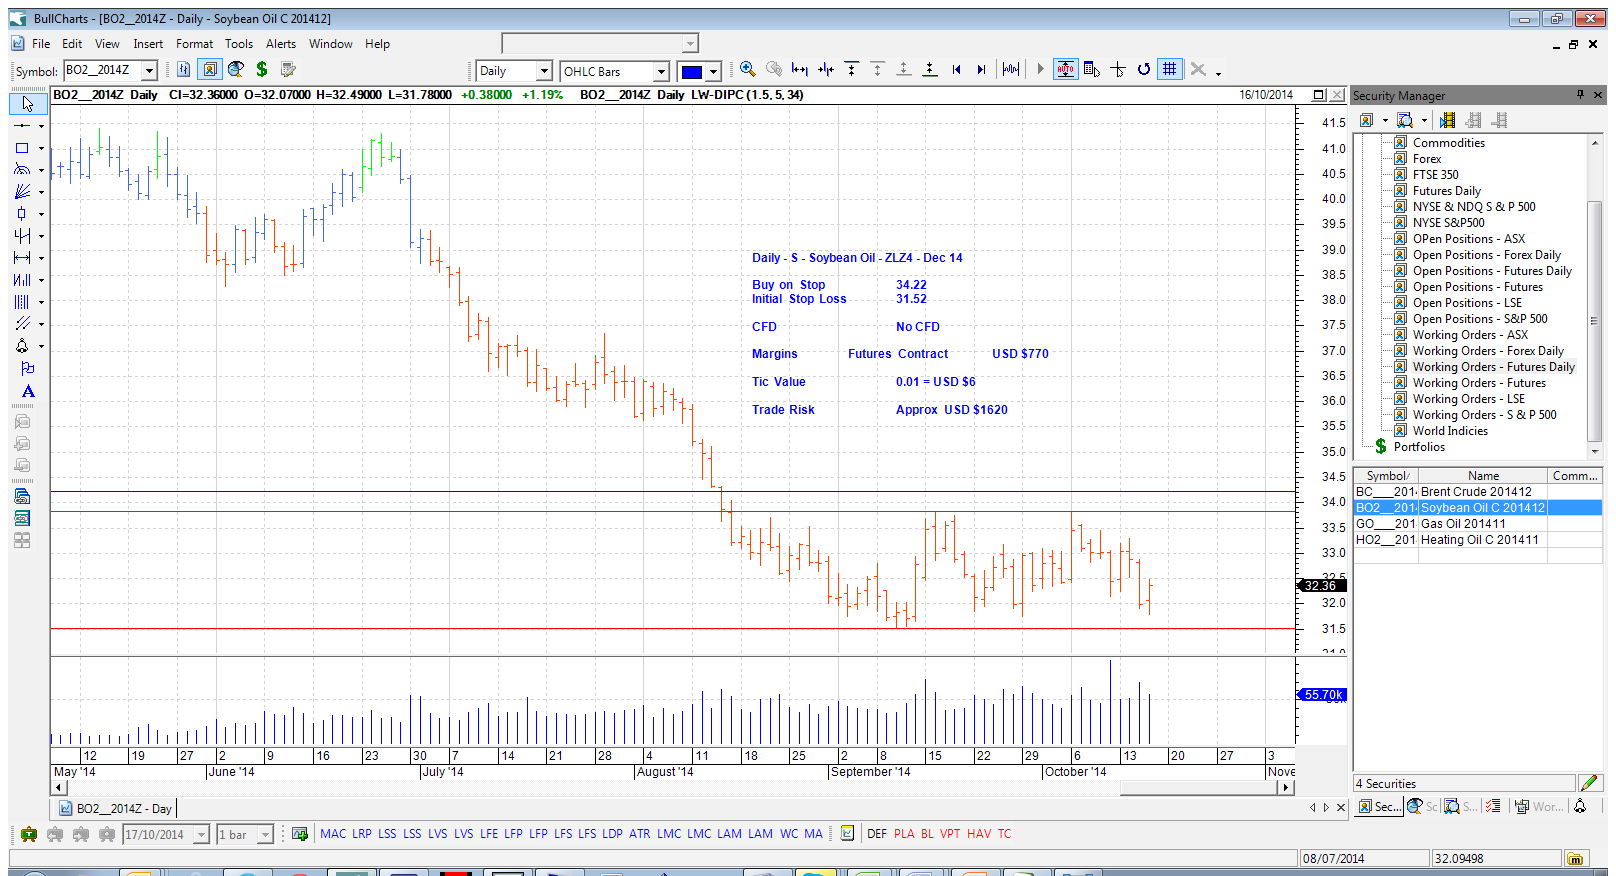 BullCharts - [BO2__2014Z - Daily - Soybean Oil C 201412]
File Edit View Insert Format Tools Alerts Window Help
Symbol: BO2__2014Z
Daily OHLC Bars AUTO
BO2__2014Z Daily Cl=32.36000 O=32.07000 H=32.49000 L=31.78000 +0.38000 +1.19% BO2__2014Z Daily LW-DIPC (1.5, 5, 34) 16/10/2014
41.5
41.0
40.5
40.0
39.5
39.0
38.5
38.0
37.5
37.0
36.5
36.0
35.5
35.0
34.5
34.0
33.5
33.0
32.5
32.36
32.0
31.5
31.0
Daily - S - Soybean Oil - ZLZ4 - Dec 14
Buy on Stop 34.22
Initial Stop Loss 31.52
CFD No CFD
Margins Futures Contract USD $770
Tic Value 0.01 = USD $6
Trade Risk Approx USD $1620
55.70k
12 19 27 2 9 16 23 30 7 14 21 28 4 11 18 25 2 8 15 22 29 6 13 20 27 3
May '14 June '14 July '14 August '14 September '14 October '14 Nove
BO2__2014Z - Day
17/10/2014 1 bar MAC LRP LSS LSS LVS LVS LFE LFP LFP LFS LFS LDP ATR LMC LMC LAM LAM WC MA DEF PLA BL VPT HAV TC
Security Manager
Commodities
Forex
FTSE 350
Futures Daily
NYSE & NDQ S & P 500
NYSE S&P500
OPen Positions - ASX
Open Positions - Forex Daily
Open Positions - Futures Daily
Open Positions - Futures
Open Positions - LSE
Open Positions - S&P 500
Working Orders - ASX
Working Orders - Forex Daily
Working Orders - Futures Daily
Working Orders - Futures
Working Orders - LSE
Working Orders - S & P 500
World Indicies
Portfolios
Symbol Name Comm...
BC___201 Brent Crude 201412
BO2__201 Soybean Oil C 201412
GO___201 Gas Oil 201411
HO2__201 Heating Oil C 201411
4 Securities
Sec... Sc S... Wor...
08/07/2014 32.09498